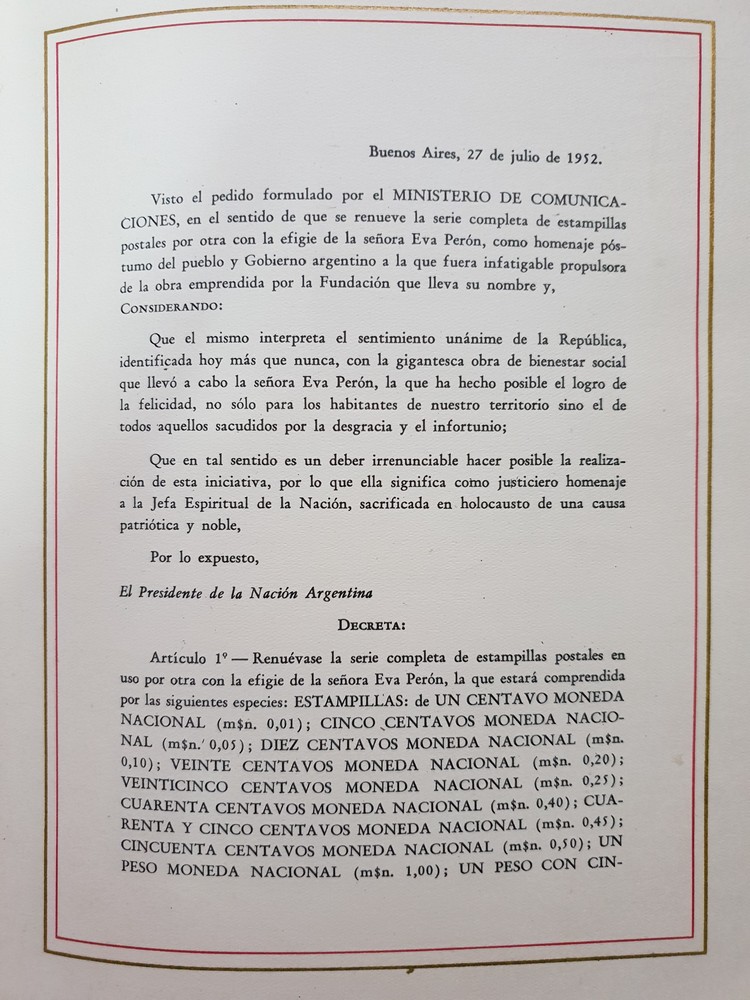 Buenos Aires, 27 de julio de 1952.
Visto el pedido formulado por el MINISTERIO DE COMUNICA-
CIONES, en el sentido de que se renueve la serie completa de estampillas
postales por otra con la efigie de la señora Eva Perón, como homenaje pós-
tumo del pueblo y Gobierno argentino a la que fuera infatigable propulsora
de la obra emprendida por la Fundación que lleva su nombre y,
CONSIDERANDO:
Que el mismo interpreta el sentimiento unánime de la República,
identificada hoy más que nunca, con la gigantesca obra de bienestar social
que llevó a cabo la señora Eva Perón, la que ha hecho posible el logro de
la felicidad, no sólo para los habitantes de nuestro territorio sino el de
todos aquellos sacudidos por la desgracia y el infortunio;
Que en tal sentido es un deber irrenunciable hacer posible la realiza-
ción de esta iniciativa, por lo que ella significa como justiciero homenaje
a la Jefa Espiritual de la Nación, sacrificada en holocausto de una causa
patriótica y noble,
Por lo expuesto,
El Presidente de la Nación Argentina
DECRETA:
Artículo 1º — Renuévase la serie completa de estampillas postales en
uso por otra con la efigie de la señora Eva Perón, la que estará comprendida
por las siguientes especies: ESTAMPILLAS: de UN CENTAVO MONEDA
NACIONAL (m$n. 0,01); CINCO CENTAVOS MONEDA NACIO-
NAL (m$n. 0,05); DIEZ CENTAVOS MONEDA NACIONAL (m$n.
0,10); VEINTE CENTAVOS MONEDA NACIONAL (m$n. 0,20);
VEINTICINCO CENTAVOS MONEDA NACIONAL (m$n. 0,25);
CUARENTA CENTAVOS MONEDA NACIONAL (m$n. 0,40); CUA-
RENTA Y CINCO CENTAVOS MONEDA NACIONAL (m$n. 0,45);
CINCUENTA CENTAVOS MONEDA NACIONAL (m$n. 0,50); UN
PESO MONEDA NACIONAL (m$n. 1,00); UN PESO CON CIN-